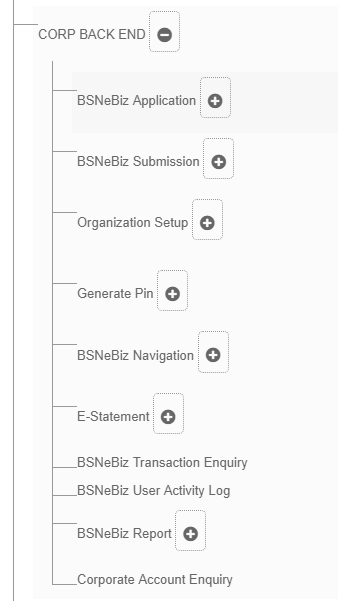 CORP BACK END
BSNeBiz Application
BSNeBiz Submission
Organization Setup
Generate Pin
BSNeBiz Navigation
E-Statement
BSNeBiz Transaction Enquiry
BSNeBiz User Activity Log
BSNeBiz Report
Corporate Account Enquiry